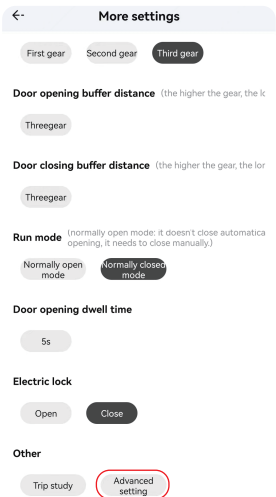 More settings
First gear Second gear Third gear
Door opening buffer distance (the higher the gear, the lo
Threegear
Door closing buffer distance (the higher the gear, the lor
Threegear
Run mode (normally open mode: it doesn't close automatica
opening, it needs to close manually.)
Normally open Normally closed
mode mode
Door opening dwell time
5s
Electric lock
Open Close
Other
Trip study Advanced
setting